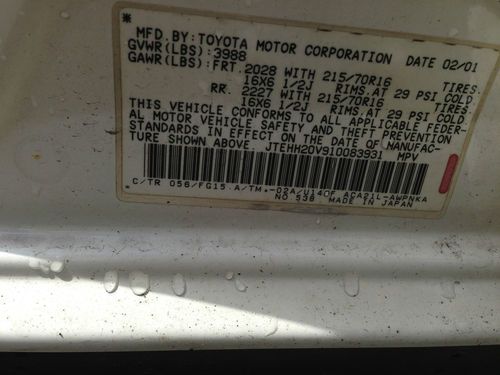 MFD.BY:TOYOTA MOTOR CORPORATION DATE 02/01
GVWR(LBS):3988
GAWR(LBS):FRT. 2028 WITH 215/70R16 TIRES.
16X6 1/2J RIMS.AT 29 PSI COLD.
RR. 2227 WITH 215/70R16 TIRES.
16X6 1/2J RIMS.AT 29 PSI COLD.
THIS VEHICLE CONFORMS TO ALL APPLICABLE FEDER-
AL MOTOR VEHICLE SAFETY AND THEFT PREVENTION
STANDARDS IN EFFECT ON THE DATE OF MANUFAC-
TURE SHOWN ABOVE. JTEHH20V910083931 MPV
C/TR 056/FG15 A/TM.-02A/U140F ACA21L-AWPNKA
NO 538 MADE IN JAPAN